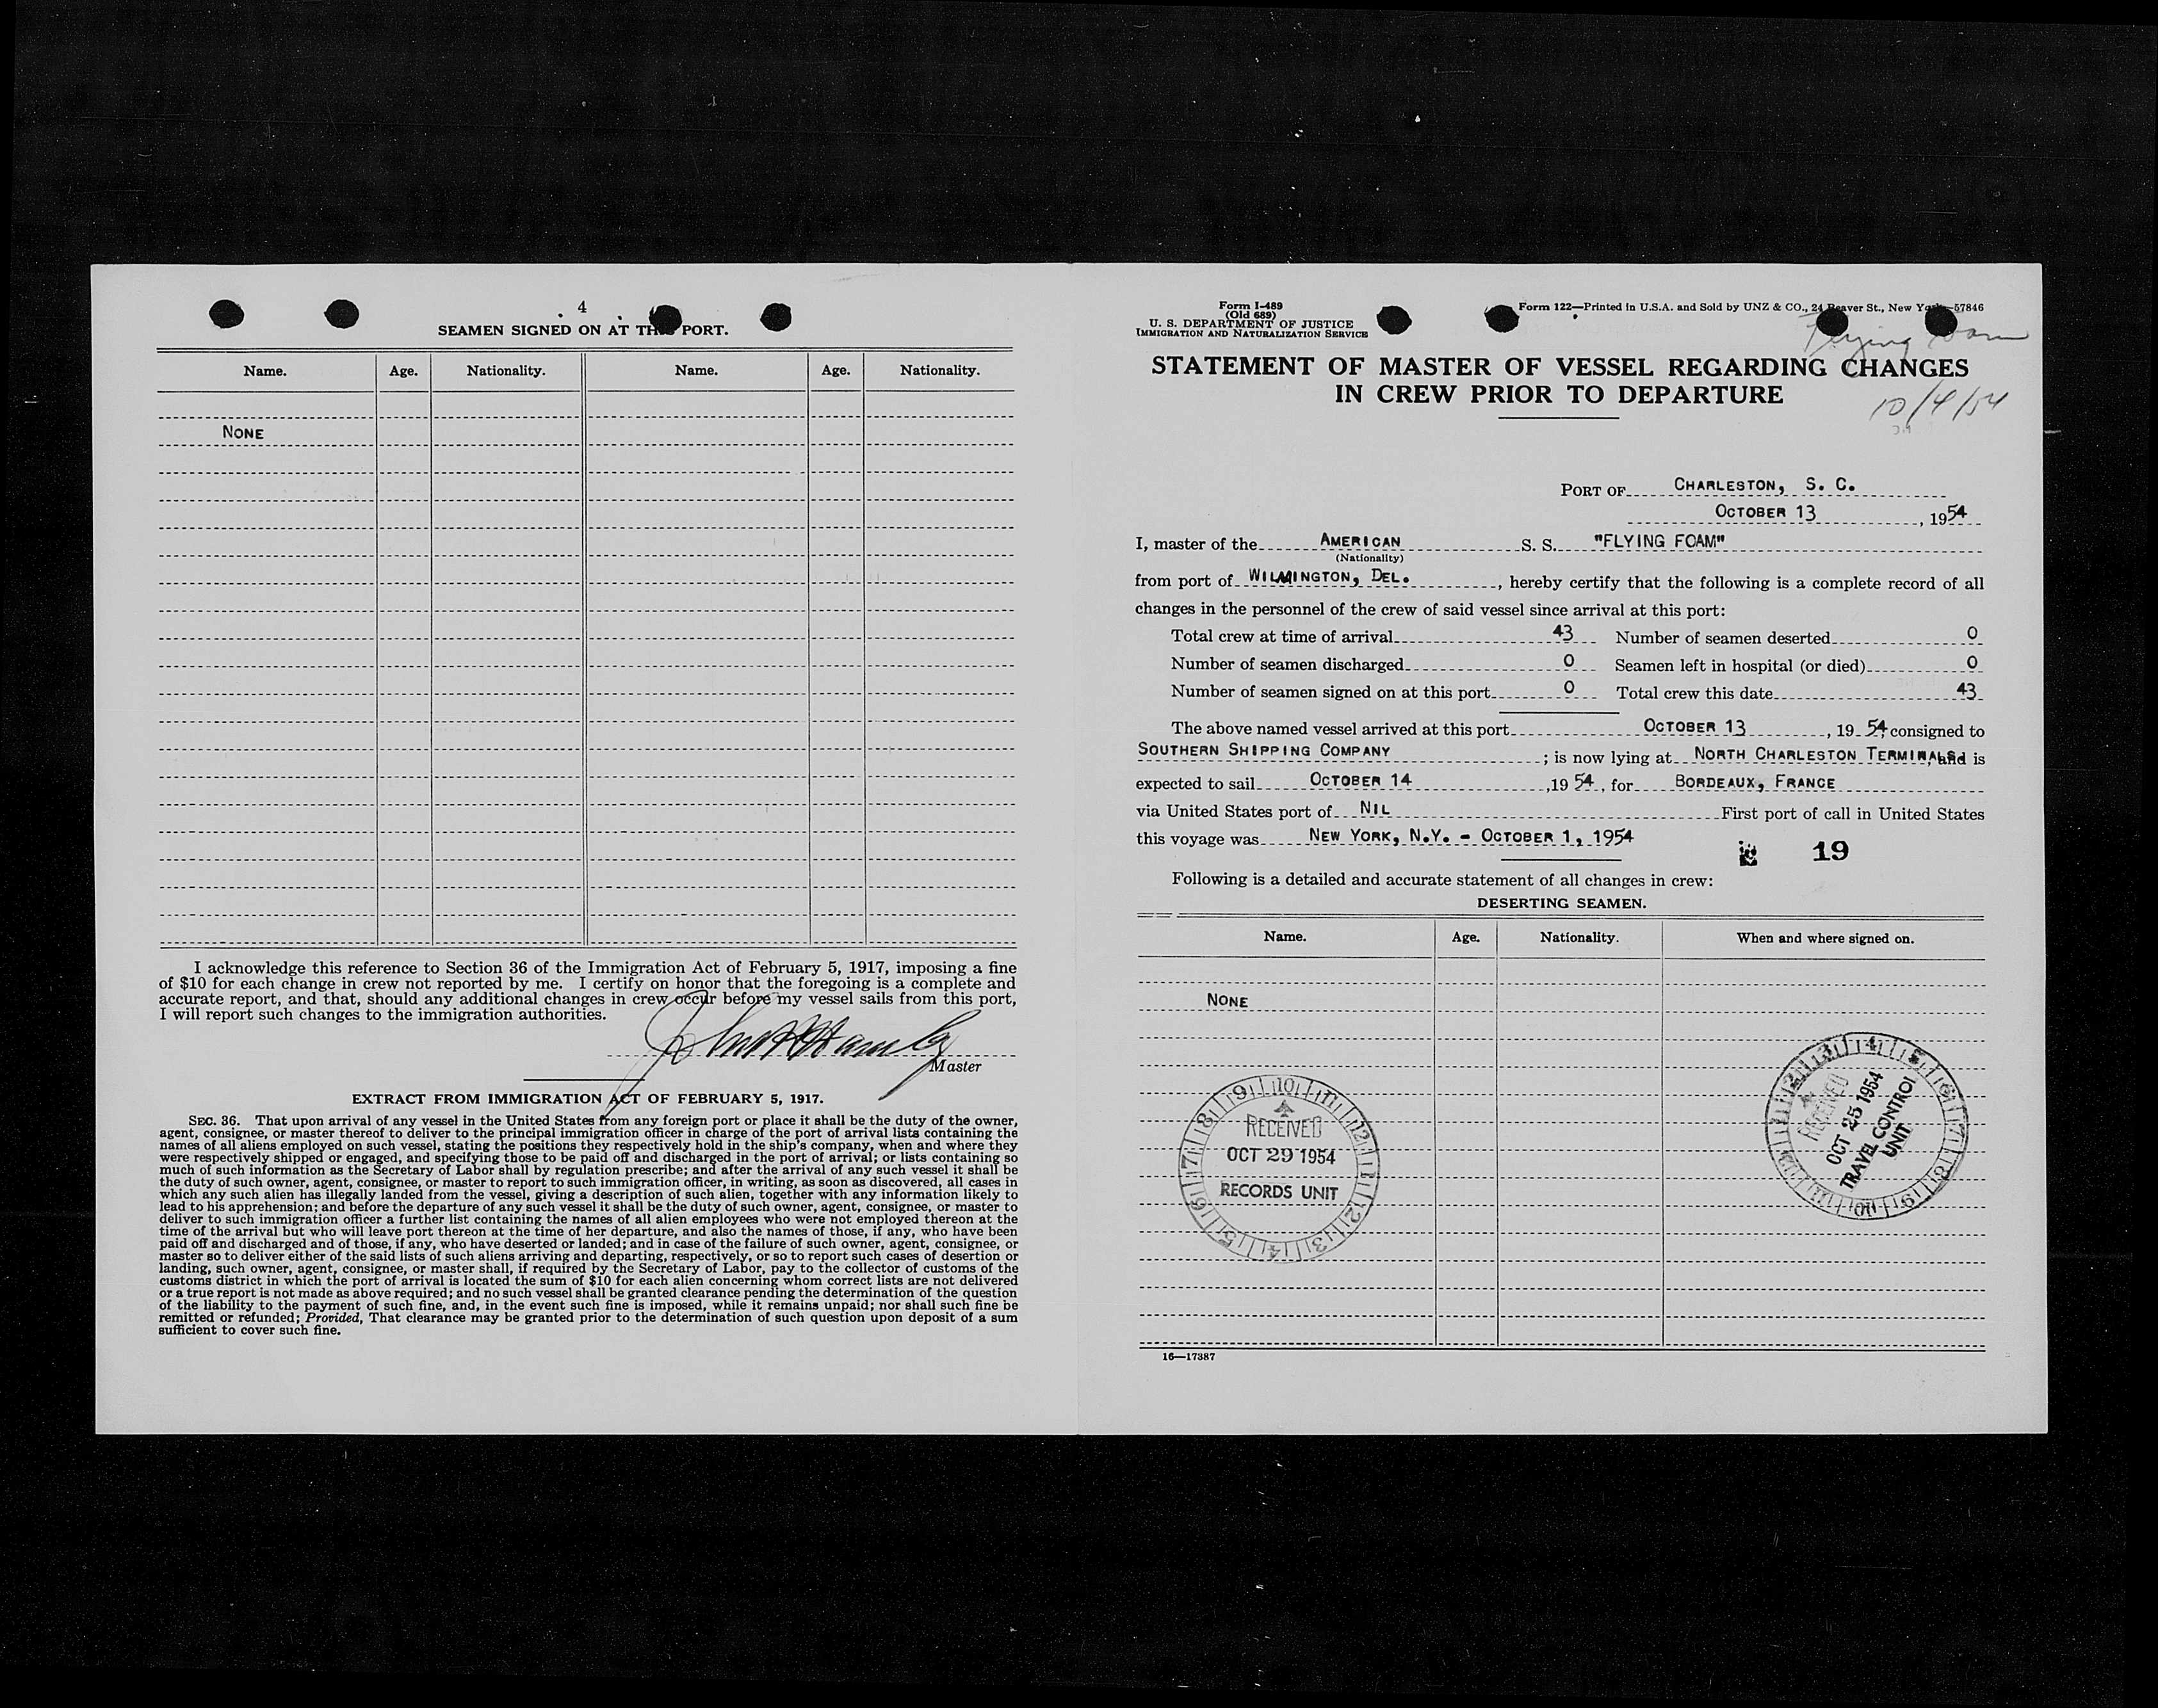 4
SEAMEN SIGNED ON AT THIS PORT.
Name. Age. Nationality. Name. Age. Nationality.
NONE
I acknowledge this reference to Section 36 of the Immigration Act of February 5, 1917, imposing a fine
of $10 for each change in crew not reported by me. I certify on honor that the foregoing is a complete and
accurate report, and that, should any additional changes in crew occur before my vessel sails from this port,
I will report such changes to the immigration authorities.
Master
EXTRACT FROM IMMIGRATION ACT OF FEBRUARY 5, 1917.
SEC. 36. That upon arrival of any vessel in the United States from any foreign port or place it shall be the duty of the owner,
agent, consignee, or master thereof to deliver to the principal immigration officer in charge of the port of arrival lists containing the
names of all aliens employed on such vessel, stating the positions they respectively hold in the ship's company, when and where they
were respectively shipped or engaged, and specifying those to be paid off and discharged in the port of arrival; or lists containing so
much of such information as the Secretary of Labor shall by regulation prescribe; and after the arrival of any such vessel it shall be
the duty of such owner, agent, consignee, or master to report to such immigration officer, in writing, as soon as discovered, all cases in
which any such alien has illegally landed from the vessel, giving a description of such alien, together with any information likely to
lead to his apprehension; and before the departure of any such vessel it shall be the duty of such owner, agent, consignee, or master to
deliver to such immigration officer a further list containing the names of all alien employees who were not employed thereon at the
time of the arrival but who will leave port thereon at the time of her departure, and also the names of those, if any, who have been
paid off and discharged and of those, if any, who have deserted or landed; and in case of the failure of such owner, agent, consignee, or
master so to deliver either of the said lists of such aliens arriving and departing, respectively, or so to report such cases of desertion or
landing, such owner, agent, consignee, or master shall, if required by the Secretary of Labor, pay to the collector of customs of the
customs district in which the port of arrival is located the sum of $10 for each alien concerning whom correct lists are not delivered
or a true report is not made as above required; and no such vessel shall be granted clearance pending the determination of the question
of the liability to the payment of such fine, and, in the event such fine is imposed, while it remains unpaid; nor shall such fine be
remitted or refunded; Provided, That clearance may be granted prior to the determination of such question upon deposit of a sum
sufficient to cover such fine.
Form I-489
(Old 689)
U. S. DEPARTMENT OF JUSTICE
IMMIGRATION AND NATURALIZATION SERVICE
Form 122—Printed in U.S.A. and Sold by UNZ & CO., 24 Beaver St., New York—57846
Flying Foam
STATEMENT OF MASTER OF VESSEL REGARDING CHANGES
IN CREW PRIOR TO DEPARTURE
10/4/54
PORT OF CHARLESTON, S. C.
OCTOBER 13, 1954
I, master of the AMERICAN S. S. "FLYING FOAM"
(Nationality)
from port of WILMINGTON, DEL., hereby certify that the following is a complete record of all
changes in the personnel of the crew of said vessel since arrival at this port:
Total crew at time of arrival 43 Number of seamen deserted 0
Number of seamen discharged 0 Seamen left in hospital (or died) 0
Number of seamen signed on at this port 0 Total crew this date 43
The above named vessel arrived at this port OCTOBER 13, 1954, consigned to
SOUTHERN SHIPPING COMPANY; is now lying at NORTH CHARLESTON TERMINALS, and is
expected to sail OCTOBER 14, 1954, for BORDEAUX, FRANCE
via United States port of NIL First port of call in United States
this voyage was NEW YORK, N.Y. - OCTOBER 1, 1954
19
Following is a detailed and accurate statement of all changes in crew:
DESERTING SEAMEN.
Name. Age. Nationality. When and where signed on.
NONE
RECEIVED
OCT 29 1954
RECORDS UNIT
RECEIVED
OCT 25 1954
TRAVEL CONTROL
UNIT
16—17387